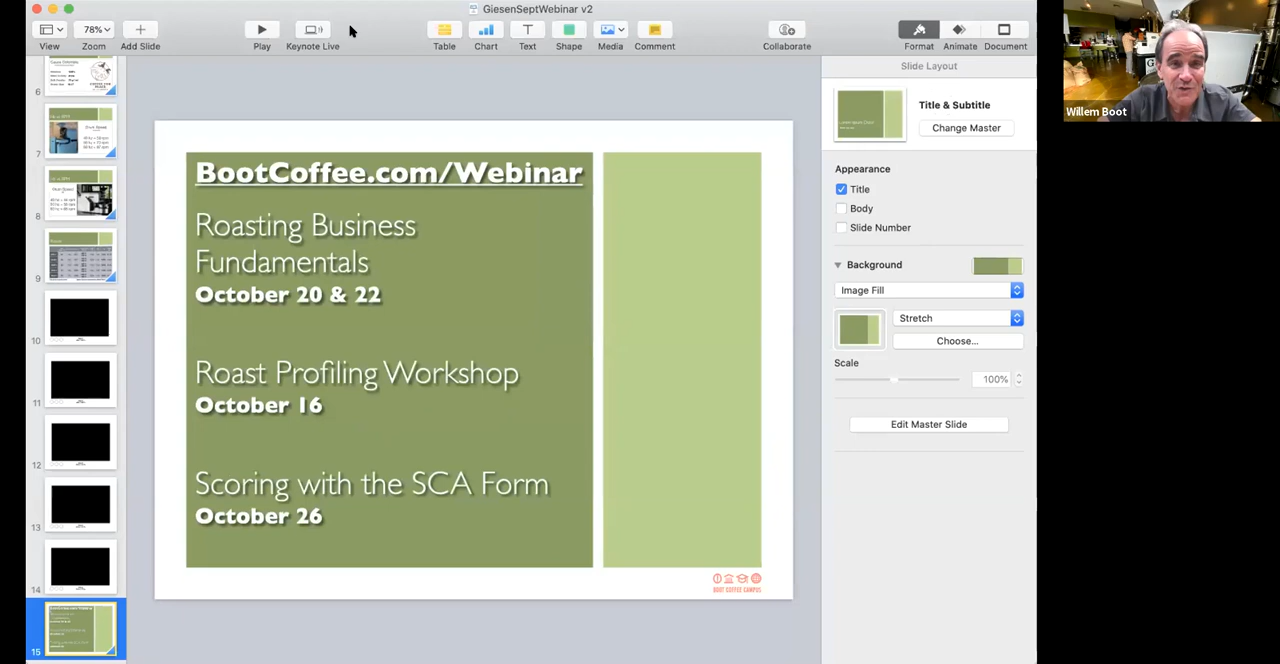 GiesenSeptWebinar v2
78%
View
Zoom
Add Slide
Play
Keynote Live
Table
Chart
Text
Shape
Media
Comment
Collaborate
Format
Animate
Document
Slide Layout
Title & Subtitle
Change Master
Appearance
Title
Body
Slide Number
Background
Image Fill
Stretch
Choose...
Scale
100%
Edit Master Slide
6
7
8
9
10
11
12
13
14
15
BootCoffee.com/Webinar
Roasting Business
Fundamentals
October 20 & 22
Roast Profiling Workshop
October 16
Scoring with the SCA Form
October 26
BOOT COFFEE CAMPUS
Willem Boot